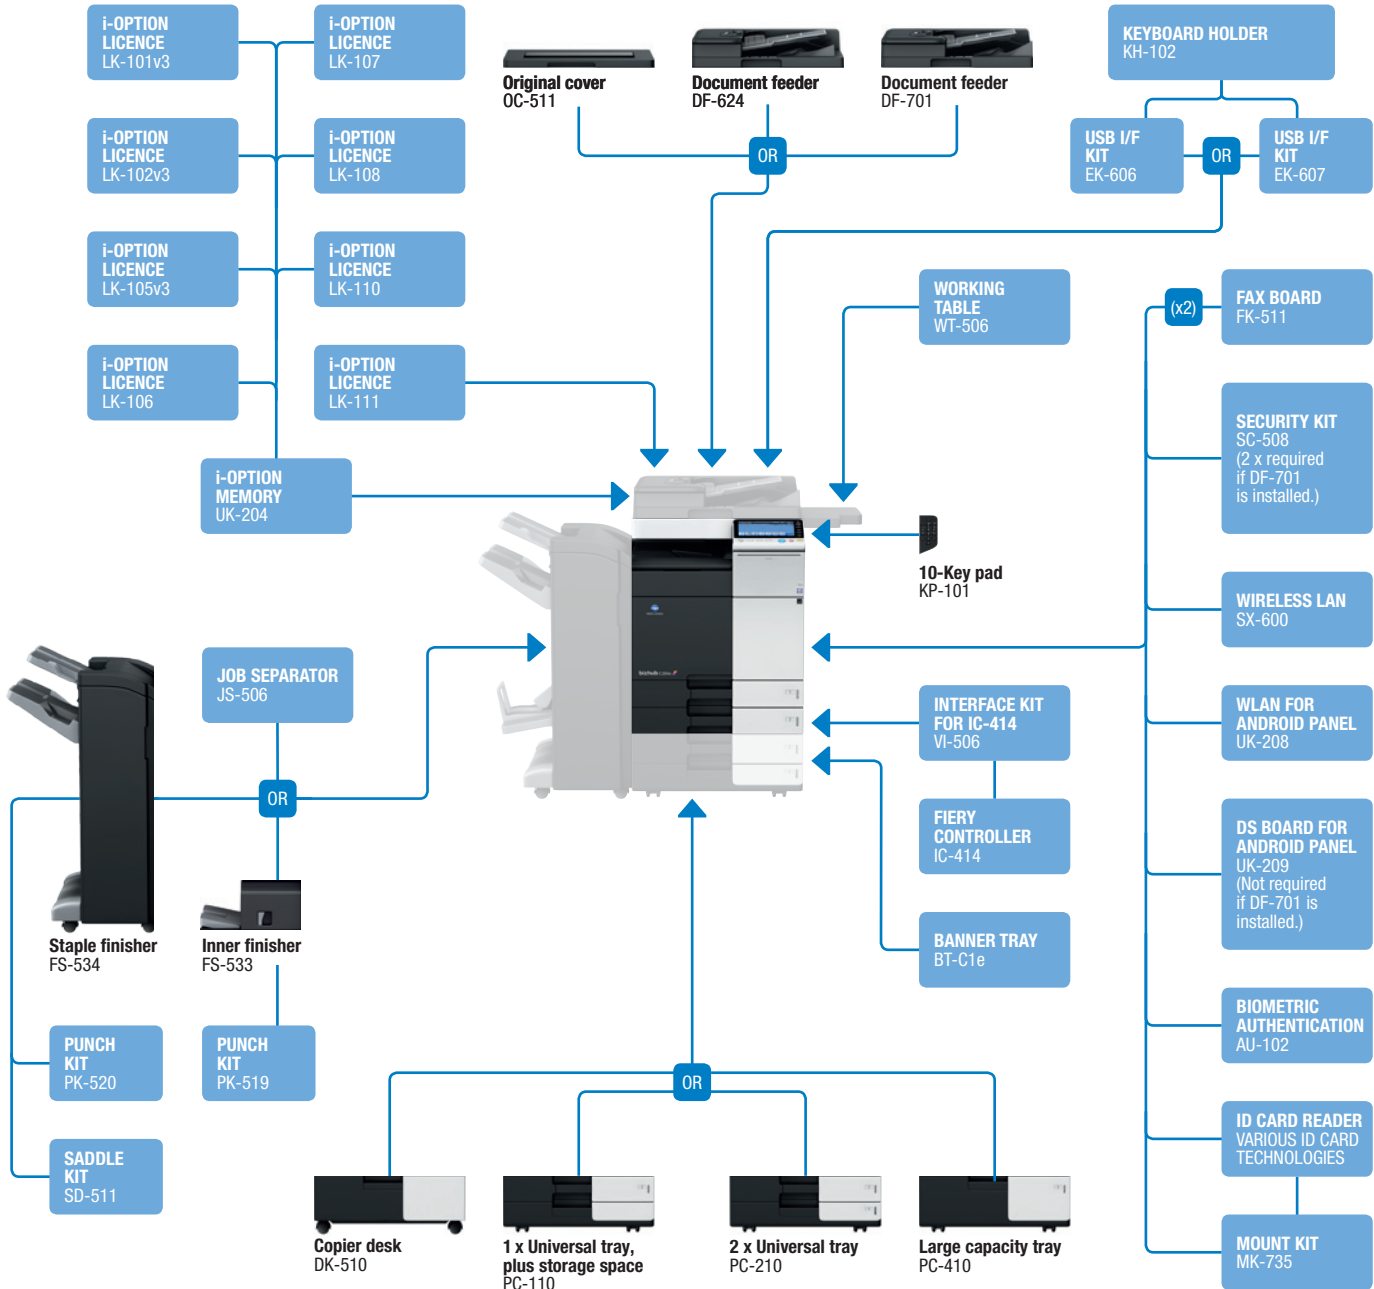 i-OPTION
LICENCE
LK-101v3
i-OPTION
LICENCE
LK-107
Original cover
OC-511
Document feeder
DF-624
Document feeder
DF-701
KEYBOARD HOLDER
KH-102
i-OPTION
LICENCE
LK-102v3
i-OPTION
LICENCE
LK-108
OR
USB I/F
KIT
EK-606
OR
USB I/F
KIT
EK-607
i-OPTION
LICENCE
LK-105v3
i-OPTION
LICENCE
LK-110
WORKING
TABLE
WT-506
(x2)
FAX BOARD
FK-511
i-OPTION
LICENCE
LK-106
i-OPTION
LICENCE
LK-111
SECURITY KIT
SC-508
(2 x required
if DF-701
is installed.)
i-OPTION
MEMORY
UK-204
10-Key pad
KP-101
WIRELESS LAN
SX-600
JOB SEPARATOR
JS-506
INTERFACE KIT
FOR IC-414
VI-506
WLAN FOR
ANDROID PANEL
UK-208
OR
FIERY
CONTROLLER
IC-414
DS BOARD FOR
ANDROID PANEL
UK-209
(Not required
if DF-701 is
installed.)
Staple finisher
FS-534
Inner finisher
FS-533
BANNER TRAY
BT-C1e
PUNCH
KIT
PK-520
PUNCH
KIT
PK-519
OR
BIOMETRIC
AUTHENTICATION
AU-102
SADDLE
KIT
SD-511
ID CARD READER
VARIOUS ID CARD
TECHNOLOGIES
Copier desk
DK-510
1 x Universal tray,
plus storage space
PC-110
2 x Universal tray
PC-210
Large capacity tray
PC-410
MOUNT KIT
MK-735